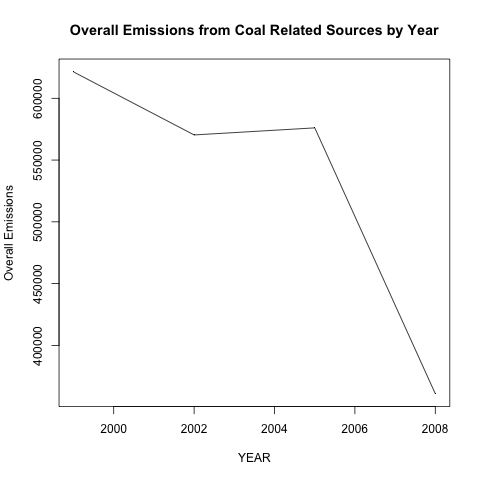 Overall Emissions from Coal Related Sources by Year
Overall Emissions
600000
550000
500000
450000
400000
2000 2002 2004 2006 2008
YEAR